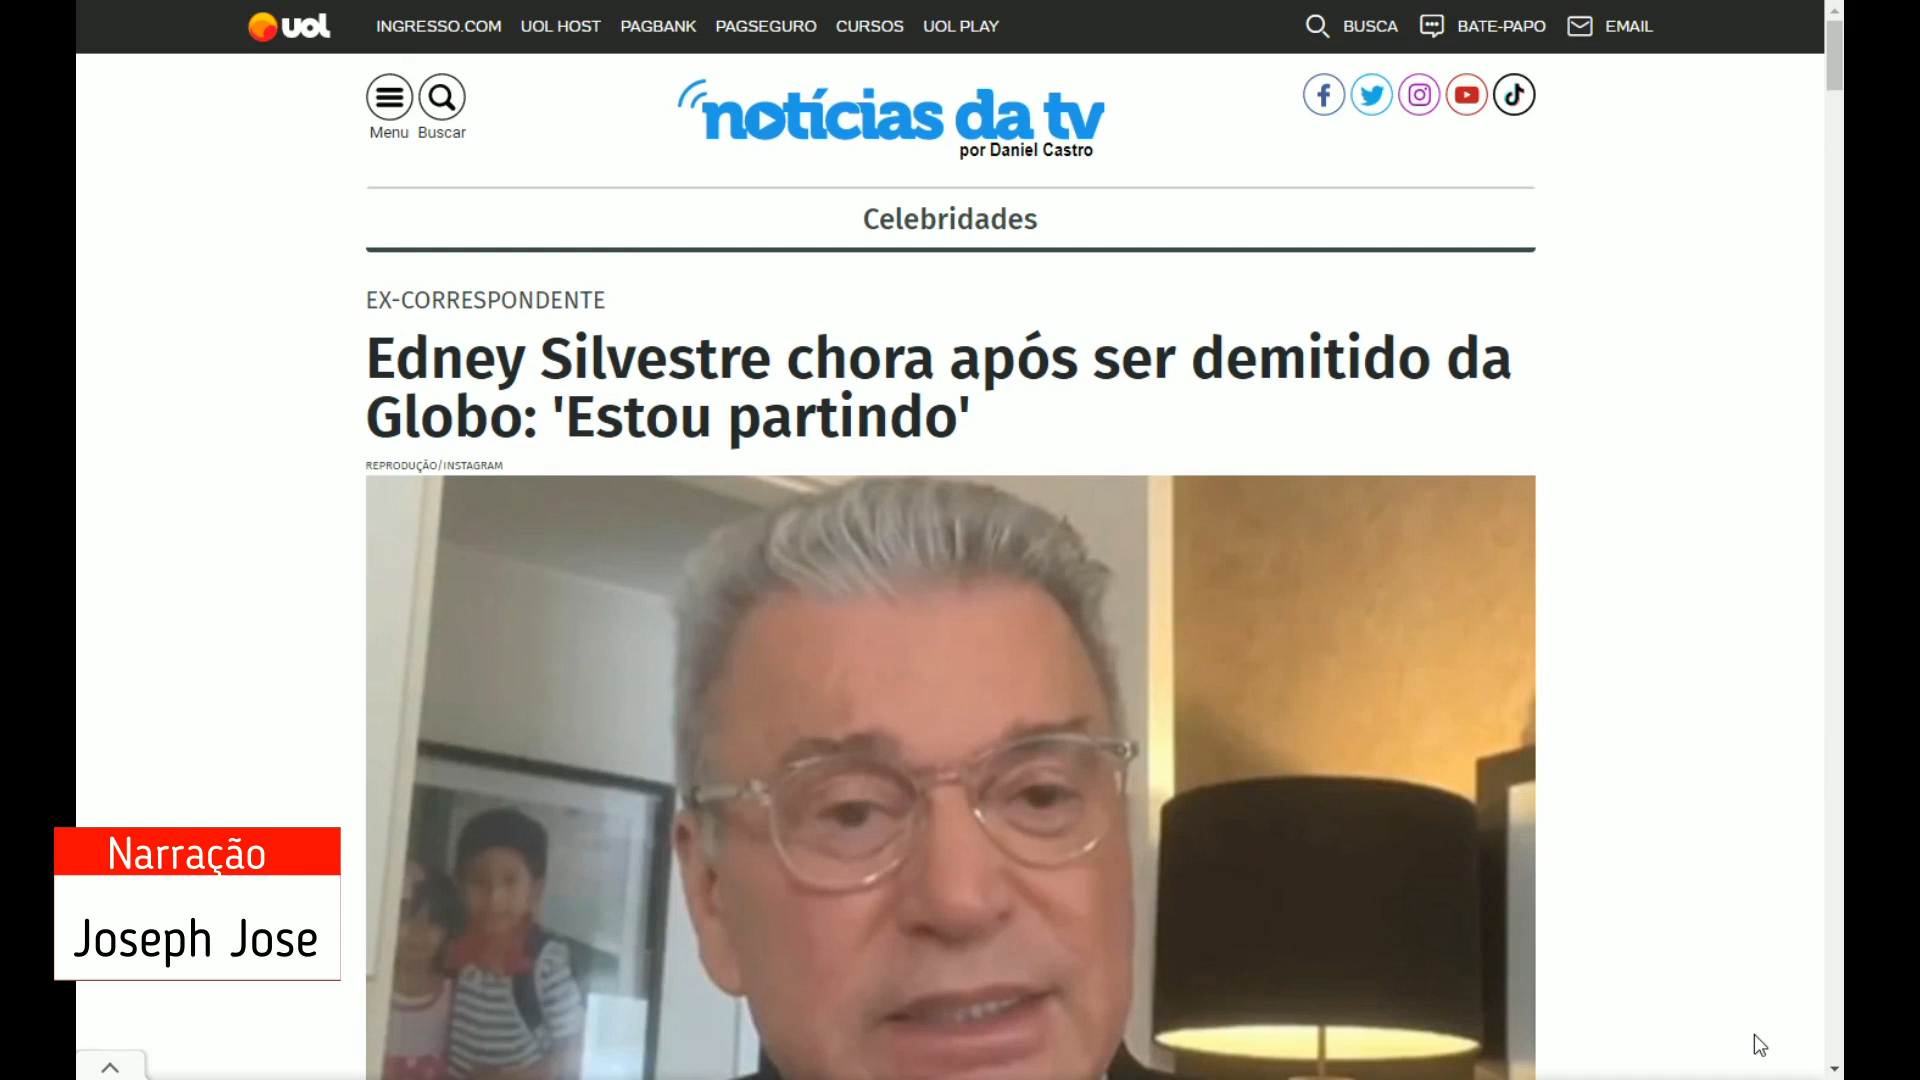 uol INGRESSO.COM UOL HOST PAGBANK PAGSEGURO CURSOS UOL PLAY BUSCA BATE-PAPO EMAIL
Menu Buscar
notícias da tv
por Daniel Castro
Celebridades
EX-CORRESPONDENTE
Edney Silvestre chora após ser demitido da
Globo: 'Estou partindo'
REPRODUÇÃO/INSTAGRAM
Narração
Joseph Jose